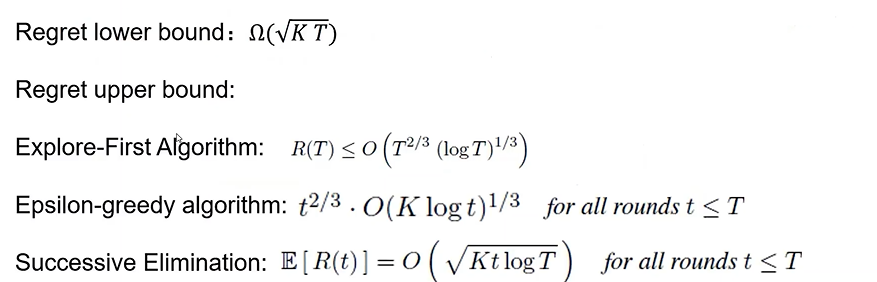 Regret lower bound: Ω(√K T)
Regret upper bound:
Explore-First Algorithm: R(T) ≤ O(T^{2/3} (log T)^{1/3})
Epsilon-greedy algorithm: t^{2/3} · O(K log t)^{1/3} for all rounds t ≤ T
Successive Elimination: 𝔼[R(t)] = O(√Kt log T) for all rounds t ≤ T